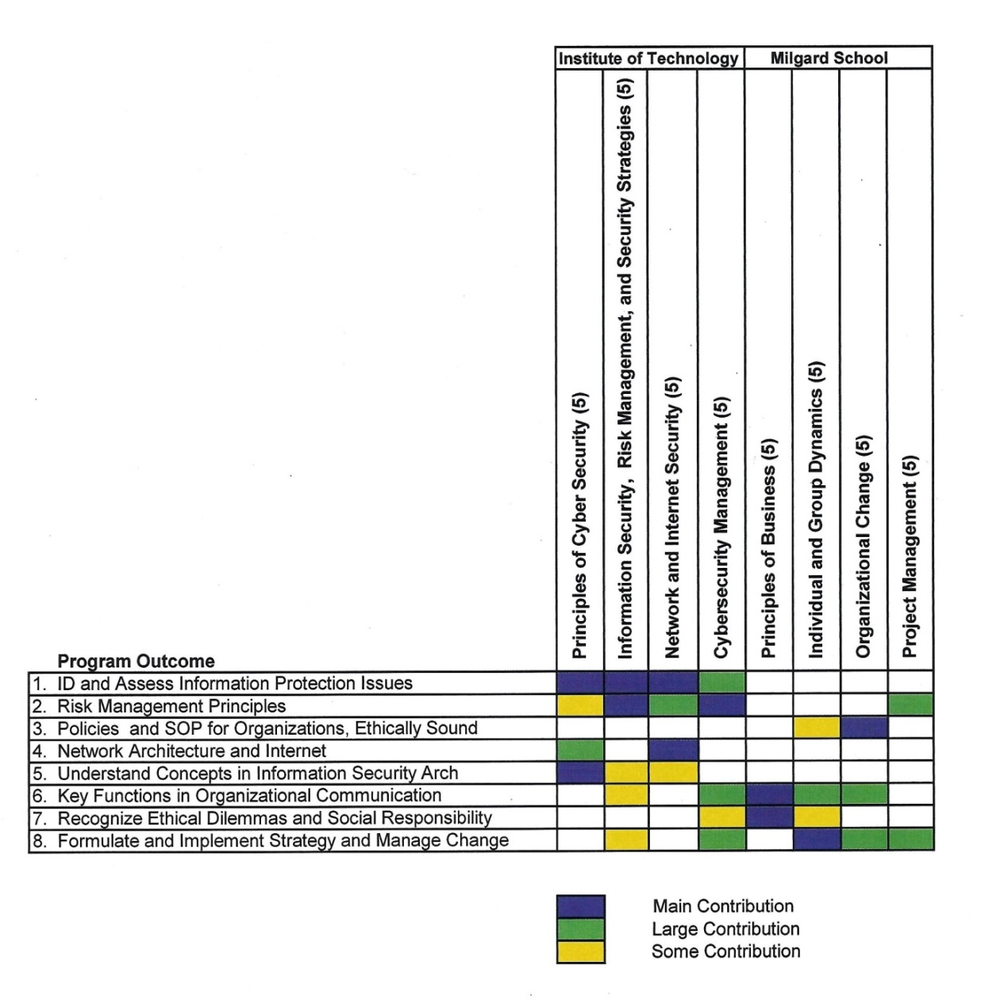 Institute of Technology
Milgard School
Principles of Cyber Security (5)
Information Security,  Risk Management, and Security Strategies (5)
Network and Internet Security (5)
Cybersecurity Management (5)
Principles of Business (5)
Individual and Group Dynamics (5)
Organizational Change (5)
Project Management (5)
Program Outcome
1. ID and Assess Information Protection Issues
2. Risk Management Principles
3. Policies  and SOP for Organizations, Ethically Sound
4. Network Architecture and Internet
5. Understand Concepts in Information Security Arch
6. Key Functions in Organizational Communication
7. Recognize Ethical Dilemmas and Social Responsibility
8. Formulate and Implement Strategy and Manage Change
Main Contribution
Large Contribution
Some Contribution